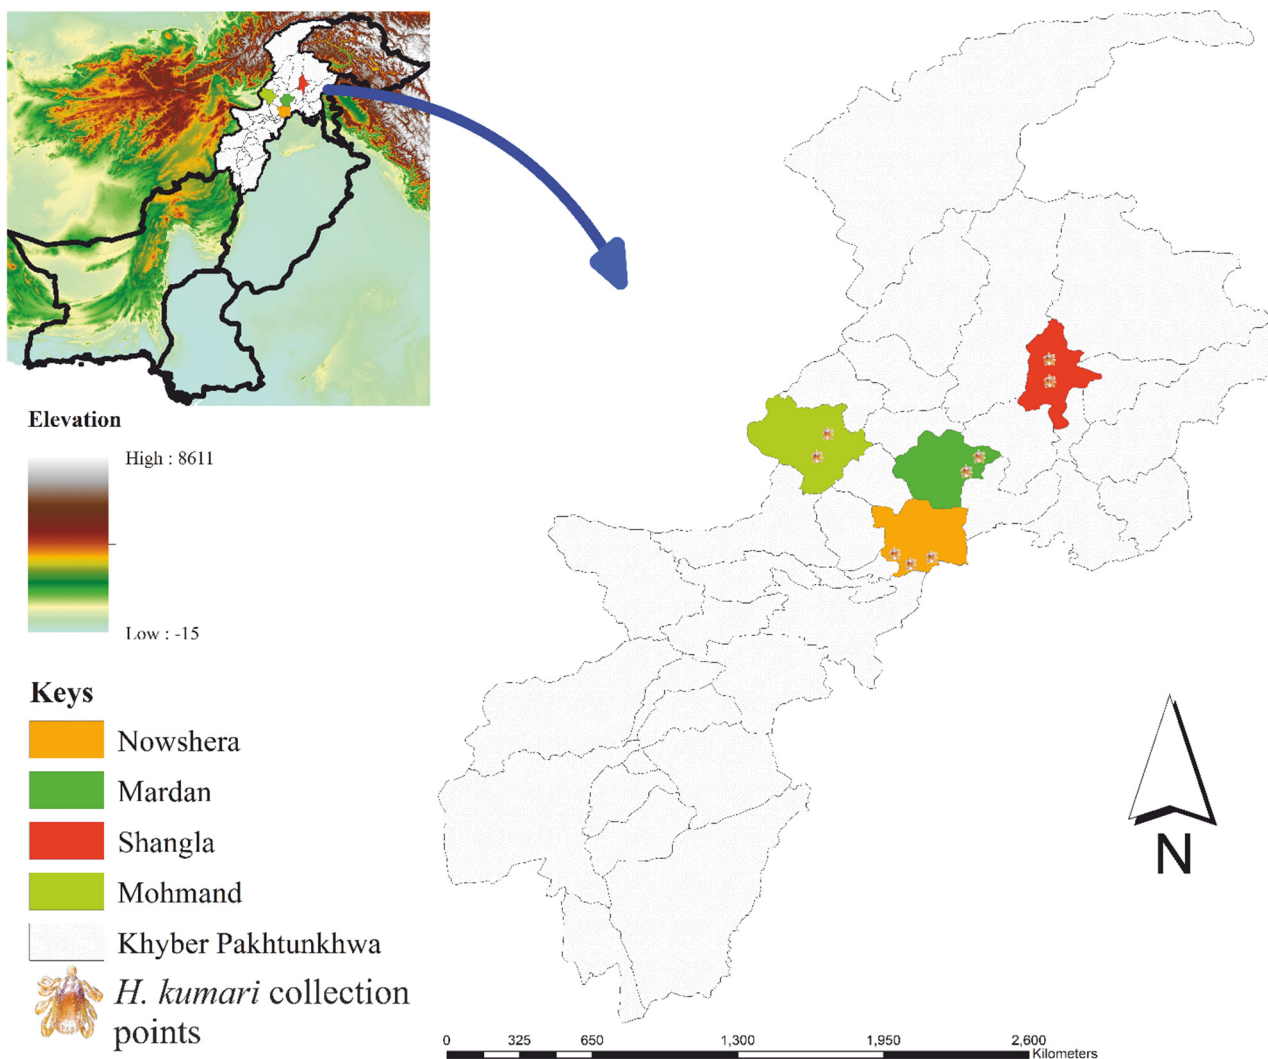 Elevation
High : 8611
Low : -15
Keys
Nowshera
Mardan
Shangla
Mohmand
Khyber Pakhtunkhwa
H. kumari collection
points
N
0 325 650 1,300 1,950 2,600
Kilometers